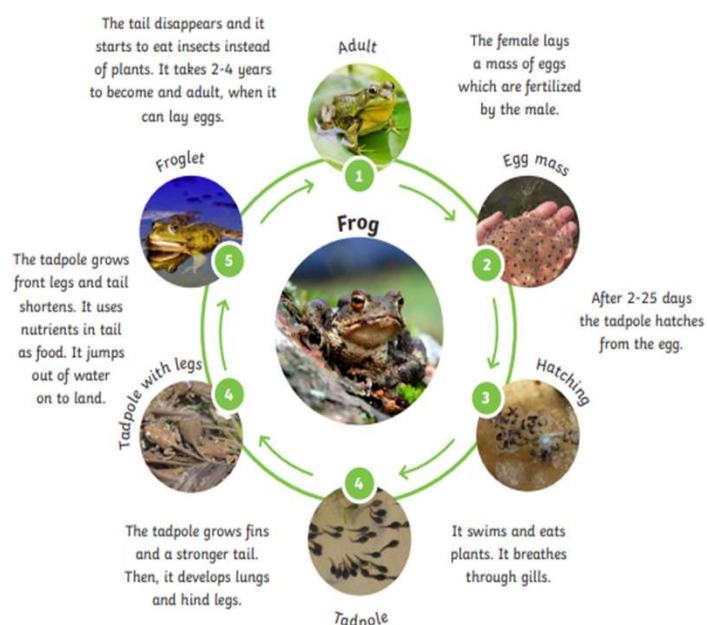 The tail disappears and it
starts to eat insects instead
of plants. It takes 2-4 years
to become and adult, when it
can lay eggs.
Adult
1
The female lays
a mass of eggs
which are fertilized
by the male.
Egg mass
2
After 2-25 days
the tadpole hatches
from the egg.
Hatching
3
It swims and eats
plants. It breathes
through gills.
Tadpole
4
The tadpole grows fins
and a stronger tail.
Then, it develops lungs
and hind legs.
Tadpole with legs
4
The tadpole grows
front legs and tail
shortens. It uses
nutrients in tail
as food. It jumps
out of water
on to land.
Froglet
5
Frog